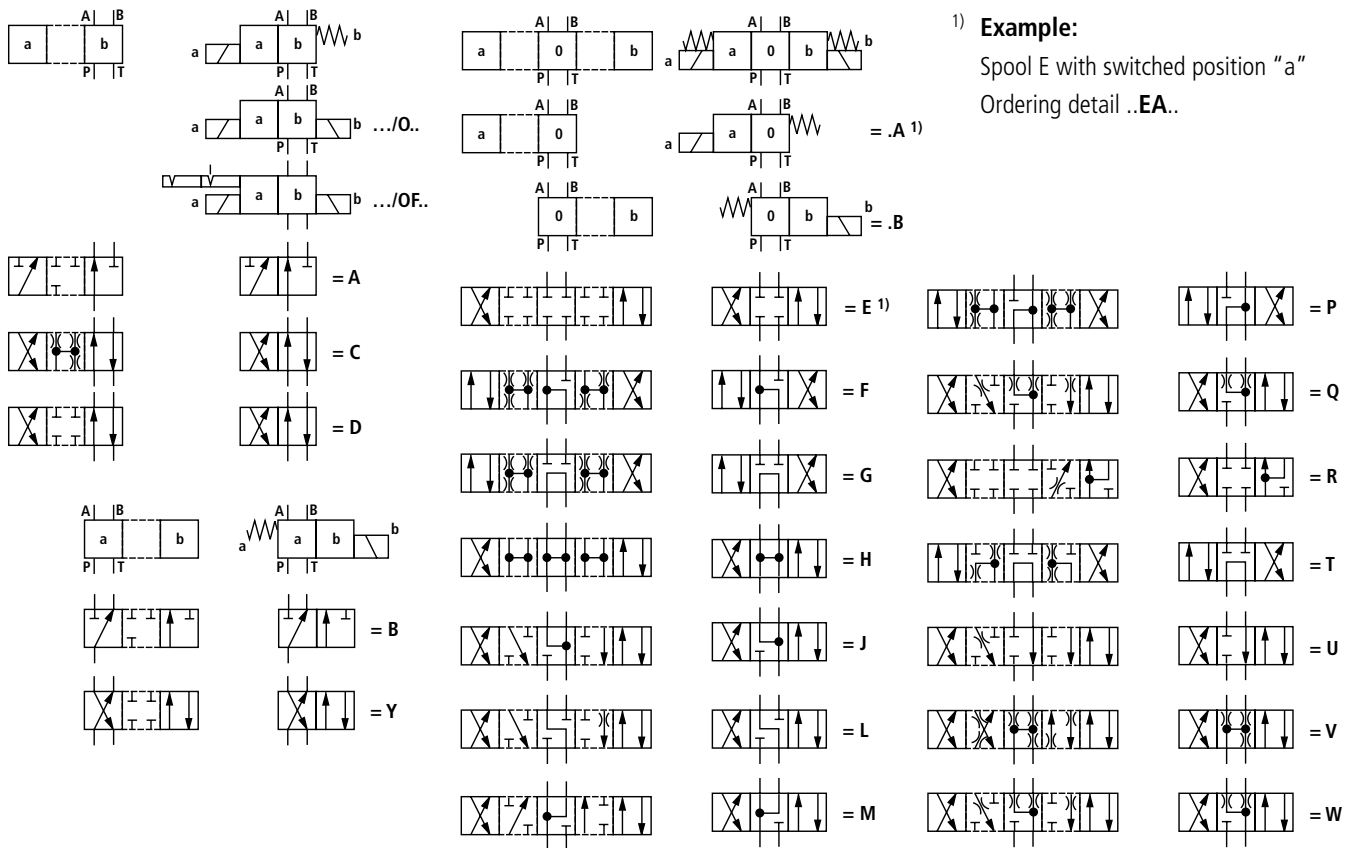 A B
a b
P T
A B
a a b b
P T
A B
a a b b …/O..
P T
a a b b …/OF..
= A
= C
= D
A B
a b
P T
A B
a a b b
P T
= B
= Y
A B
a 0 b
P T
A B
a a 0 b b
P T
A B
a 0
P T
A B
a a 0 = .A 1)
P T
A B
0 b
P T
A B
0 b b = .B
P T
= E 1)
= F
= G
= H
= J
= L
= M
1) Example:
Spool E with switched position “a”
Ordering detail ..EA..
= P
= Q
= R
= T
= U
= V
= W